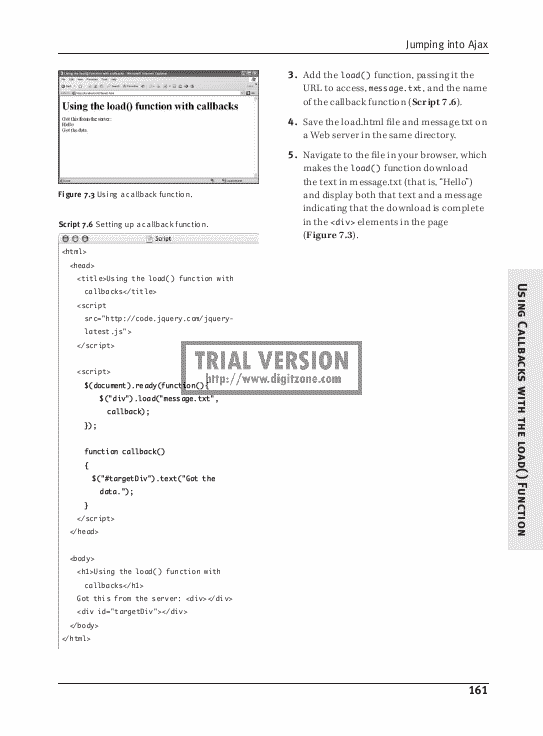 Jumping into Ajax
Using the load() function with callbacks
Got this from the server:
Hello
Got the data.
Figure 7.3 Using a callback function.
Script 7.6 Setting up a callback function.
Script
<html>
<head>
<title>Using the load() function with
callbacks</title>
<script
src="http://code.jquery.com/jquery-
latest.js">
</script>
<script>
$(document).ready(function(){
$("div").load("message.txt",
callback);
});
function callback()
{
$("#targetDiv").text("Got the
data.");
}
</script>
</head>
<body>
<h1>Using the load() function with
callbacks</h1>
Got this from the server: <div></div>
<div id="targetDiv"></div>
</body>
</html>
3. Add the load() function, passing it the
URL to access, message.txt, and the name
of the callback function (Script 7.6).
4. Save the load.html file and message.txt on
a Web server in the same directory.
5. Navigate to the file in your browser, which
makes the load() function download
the text in message.txt (that is, “Hello”)
and display both that text and a message
indicating that the download is complete
in the <div> elements in the page
(Figure 7.3).
TRIAL VERSION
http://www.digitzone.com
Using Callbacks with the load() Function
161